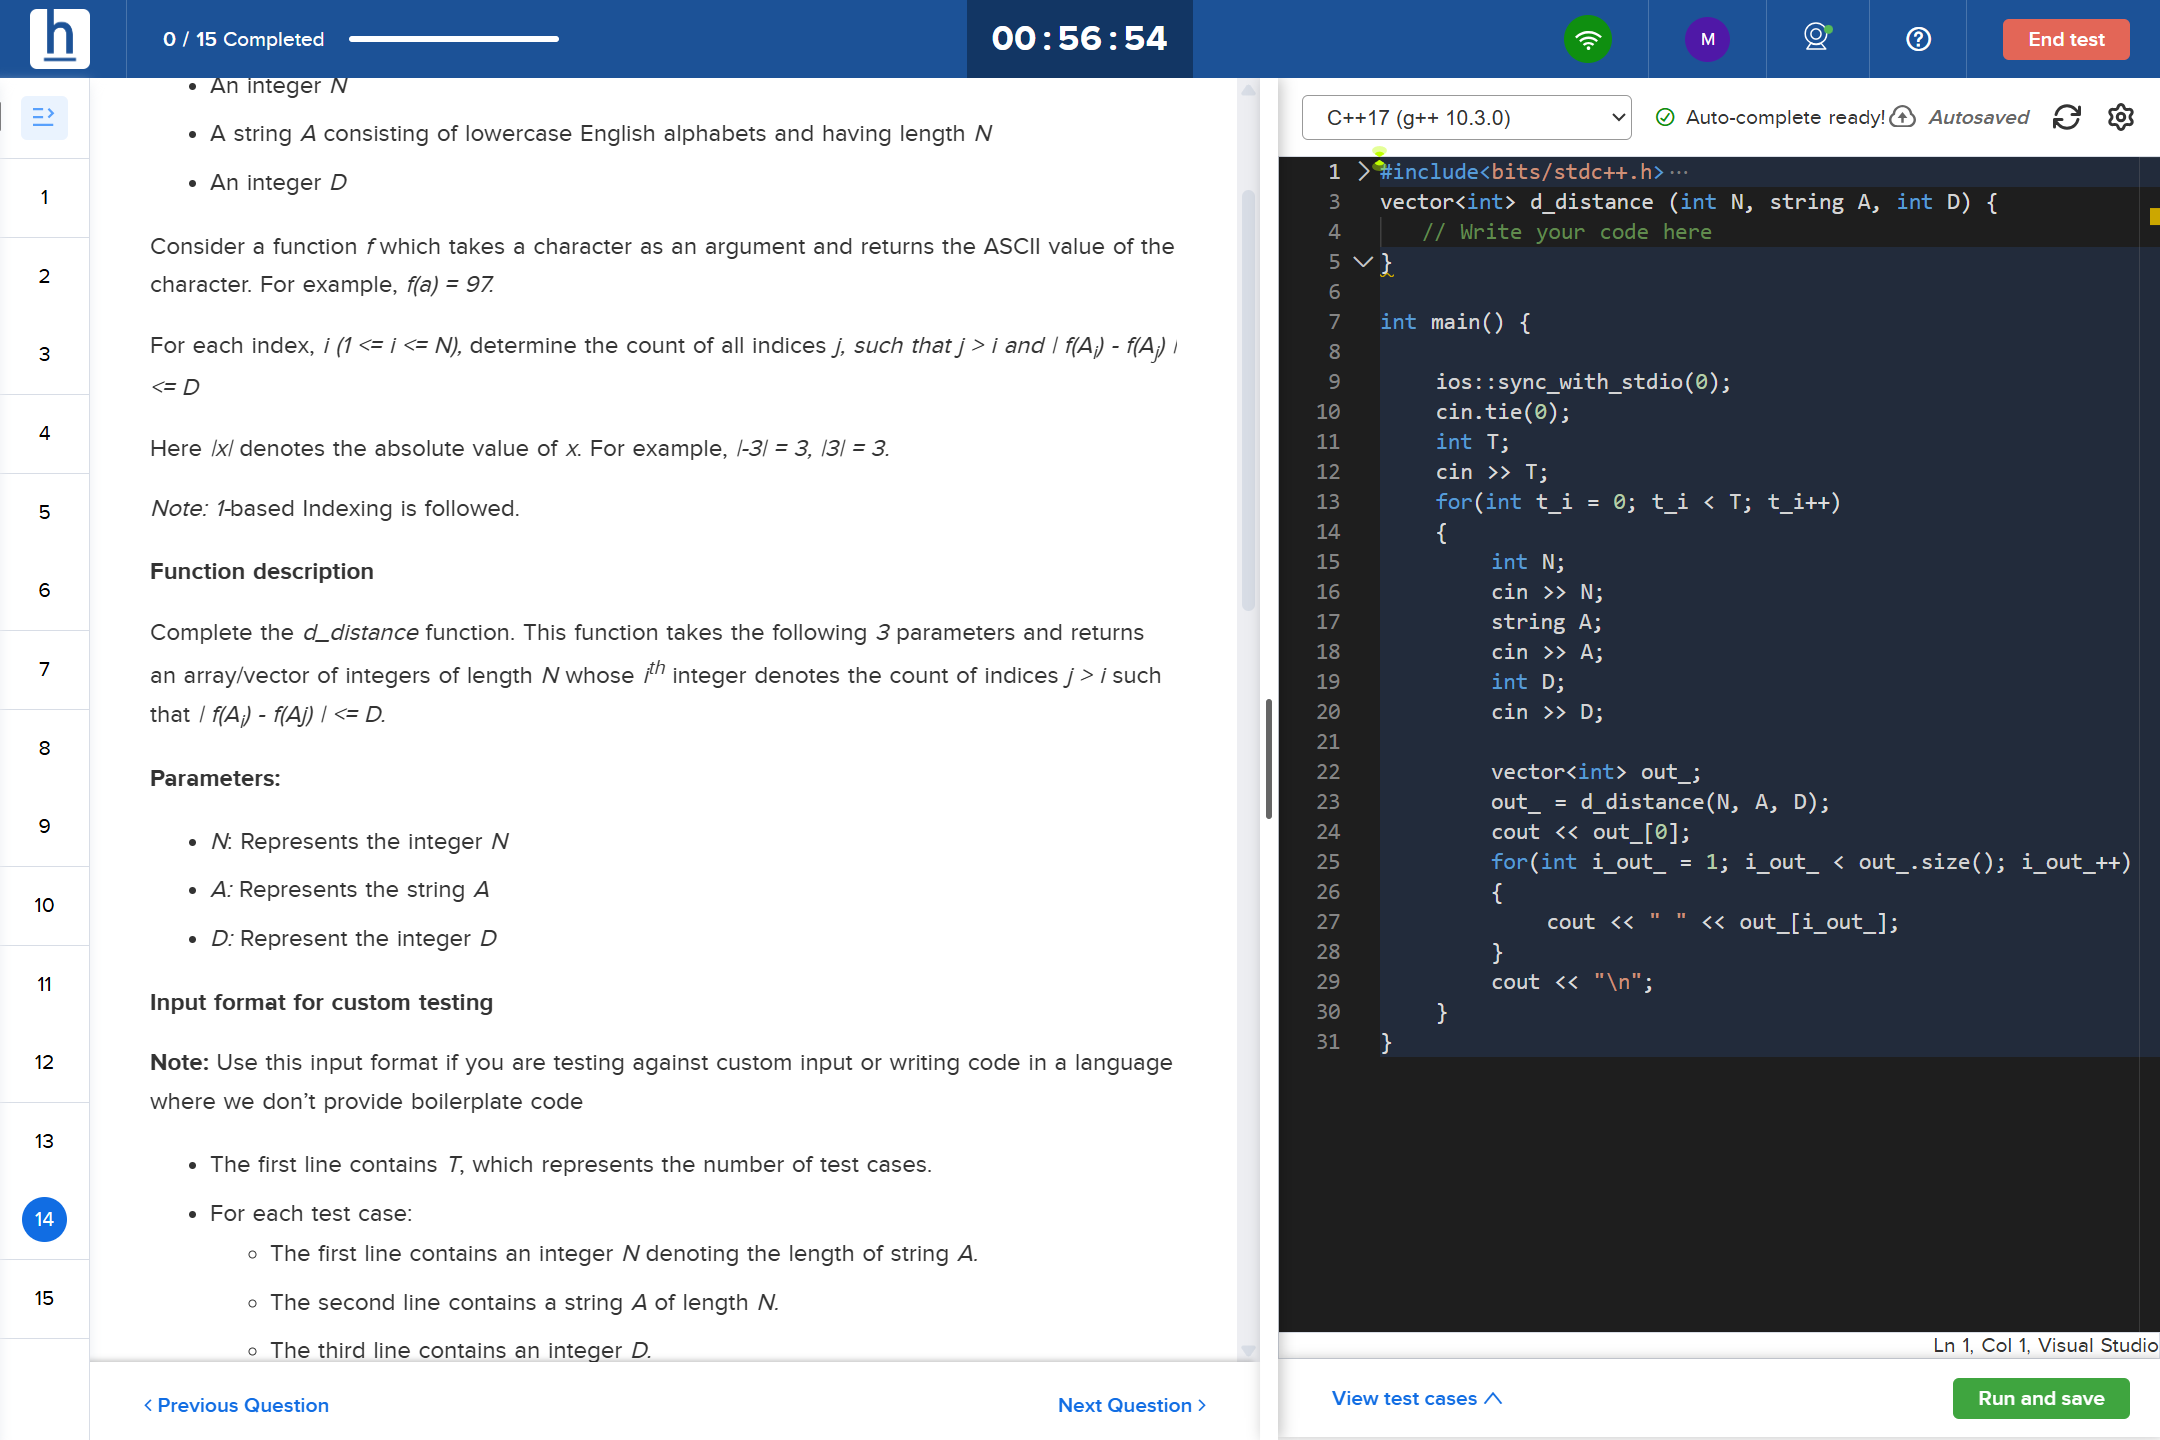 h
0 / 15 Completed
00:56:54
M
End test
1
2
3
4
5
6
7
8
9
10
11
12
13
14
15
• An integer N
• A string A consisting of lowercase English alphabets and having length N
• An integer D
Consider a function f which takes a character as an argument and returns the ASCII value of the
character. For example, f(a) = 97.
For each index, i (1 <= i <= N), determine the count of all indices j, such that j > i and | f(Ai) - f(Aj) |
<= D
Here |x| denotes the absolute value of x. For example, |-3| = 3, |3| = 3.
Note: 1-based Indexing is followed.
Function description
Complete the d_distance function. This function takes the following 3 parameters and returns
an array/vector of integers of length N whose ith integer denotes the count of indices j > i such
that | f(Ai) - f(Aj) | <= D.
Parameters:
• N: Represents the integer N
• A: Represents the string A
• D: Represent the integer D
Input format for custom testing
Note: Use this input format if you are testing against custom input or writing code in a language
where we don’t provide boilerplate code
• The first line contains T, which represents the number of test cases.
• For each test case:
◦ The first line contains an integer N denoting the length of string A.
◦ The second line contains a string A of length N.
◦ The third line contains an integer D.
< Previous Question
Next Question >
C++17 (g++ 10.3.0)
Auto-complete ready!
Autosaved
1 #include<bits/stdc++.h> ···
3 vector<int> d_distance (int N, string A, int D) {
4 // Write your code here
5 }
6
7 int main() {
8
9 ios::sync_with_stdio(0);
10 cin.tie(0);
11 int T;
12 cin >> T;
13 for(int t_i = 0; t_i < T; t_i++)
14 {
15 int N;
16 cin >> N;
17 string A;
18 cin >> A;
19 int D;
20 cin >> D;
21
22 vector<int> out_;
23 out_ = d_distance(N, A, D);
24 cout << out_[0];
25 for(int i_out_ = 1; i_out_ < out_.size(); i_out_++)
26 {
27 cout << " " << out_[i_out_];
28 }
29 cout << "\n";
30 }
31 }
Ln 1, Col 1, Visual Studio
View test cases
Run and save